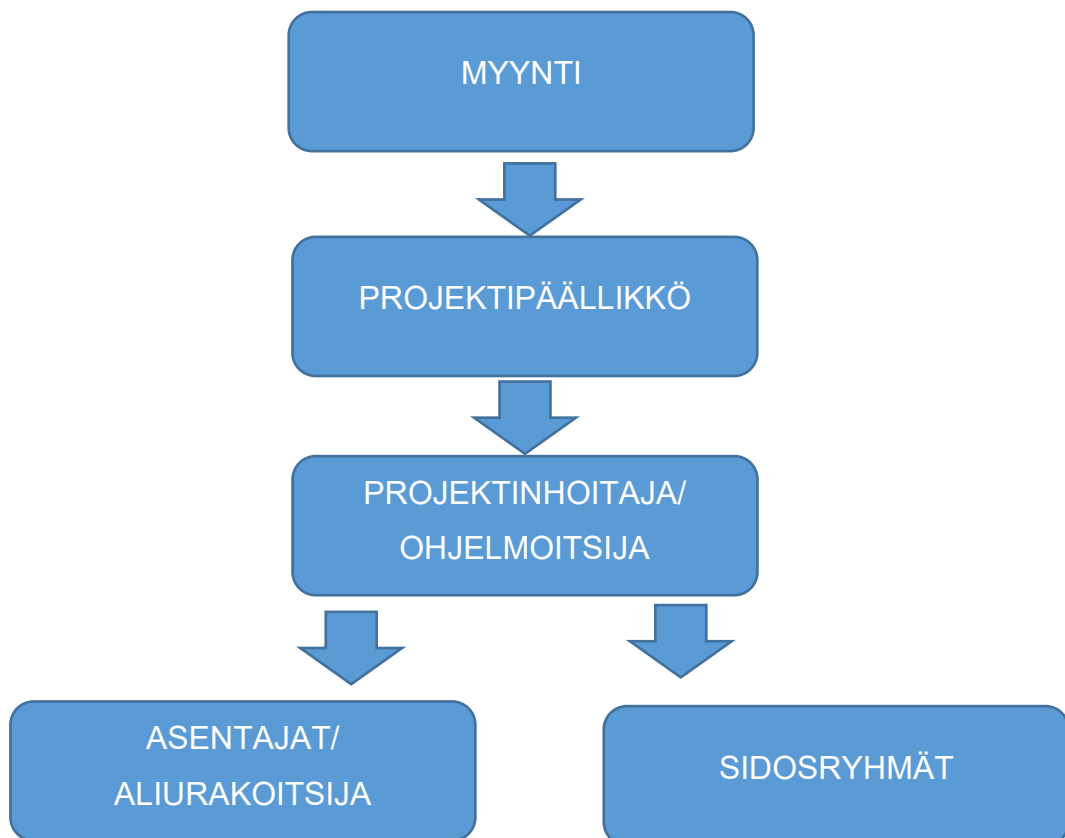 MYYNTI
PROJEKTIPÄÄLLIKKÖ
PROJEKTINHOITAJA/
OHJELMOITSIJA
ASENTAJAT/
ALIURAKOITSIJA
SIDOSRYHMÄT